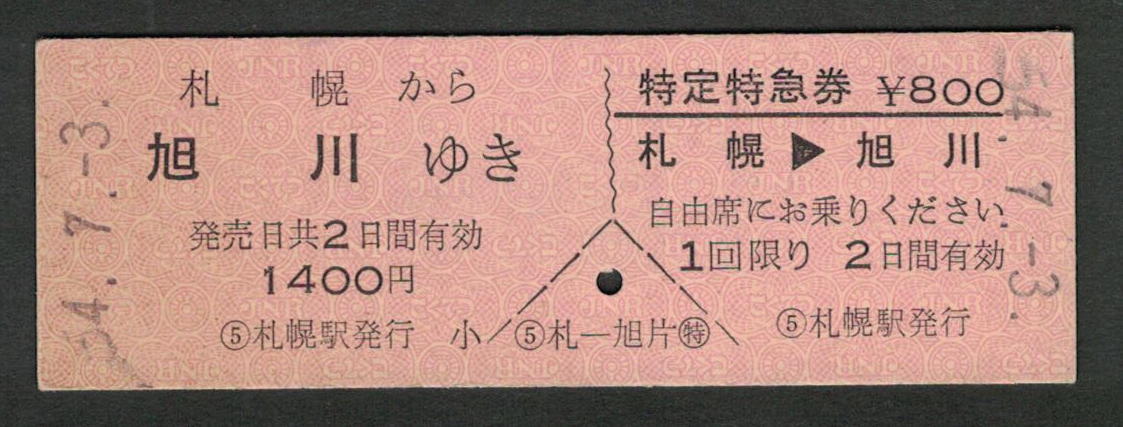 札幌から
旭川ゆき
発売日共2日間有効
1400円
⑤札幌駅発行
小
⑤札―旭片㊕
特定特急券 ¥800
札幌▶旭川
自由席にお乗りください
1回限り 2日間有効
⑤札幌駅発行
54.7.-3.
54.7.-3.